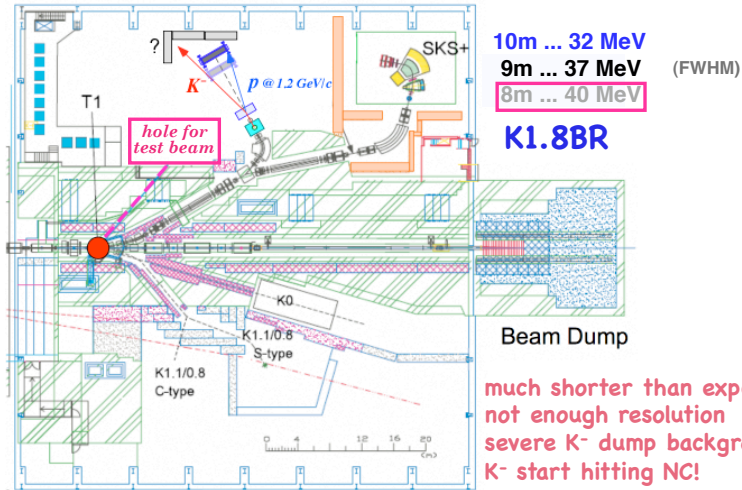 ?
K-
p @ 1.2 GeV/c
SKS+
T1
hole for
test beam
10m ... 32 MeV
9m ... 37 MeV (FWHM)
8m ... 40 MeV
K1.8BR
K0
K1.1/0.8
S-type
K1.1/0.8
C-type
Beam Dump
0 4 8 12 16 20
(m)
much shorter than exp
not enough resolution
severe K- dump backgr
K- start hitting NC!